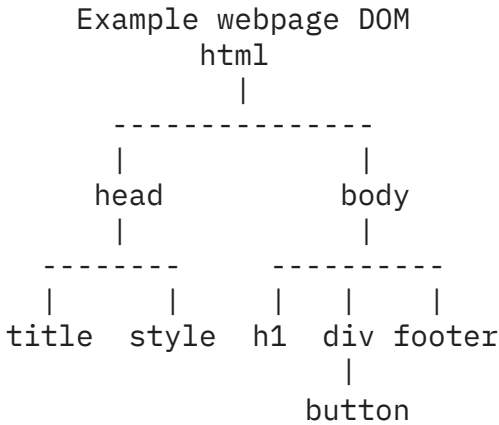 Example webpage DOM
html
|
---------------
| |
head body
| |
-------- ----------
| | | | |
title style h1 div footer
|
button